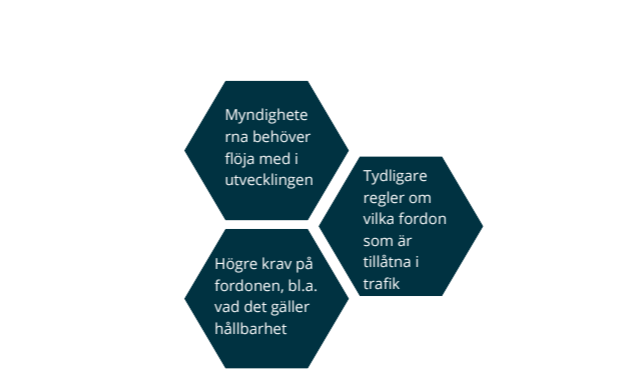 Myndighete
rna behöver
flöja med i
utvecklingen
Tydligare
regler om
vilka fordon
som är
tillåtna i
trafik
Högre krav på
fordonen, bl.a.
vad det gäller
hållbarhet